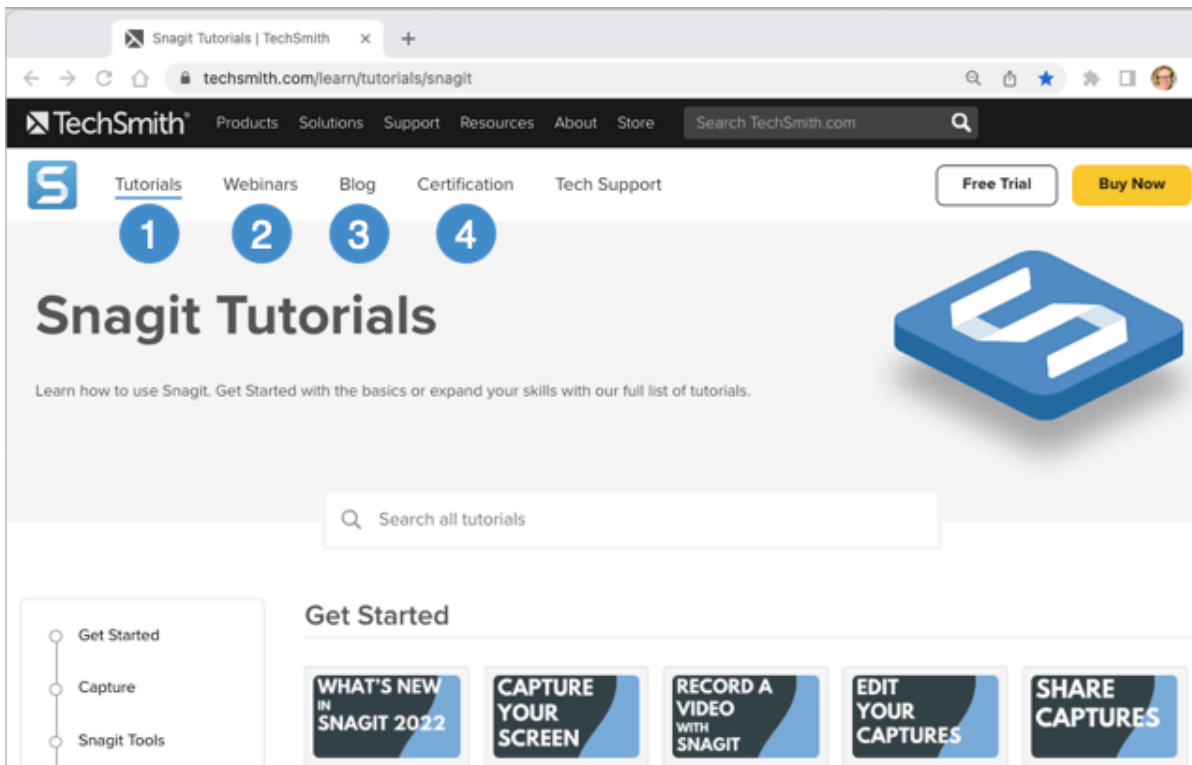 Snagit Tutorials | TechSmith
techsmith.com/learn/tutorials/snagit
TechSmith® Products Solutions Support Resources About Store Search TechSmith.com
S Tutorials Webinars Blog Certification Tech Support Free Trial Buy Now
1 2 3 4
Snagit Tutorials
Learn how to use Snagit. Get Started with the basics or expand your skills with our full list of tutorials.
Search all tutorials
Get Started
Get Started
Capture
Snagit Tools
WHAT'S NEW
IN
SNAGIT 2022
CAPTURE
YOUR
SCREEN
RECORD A
VIDEO
WITH
SNAGIT
EDIT
YOUR
CAPTURES
SHARE
CAPTURES